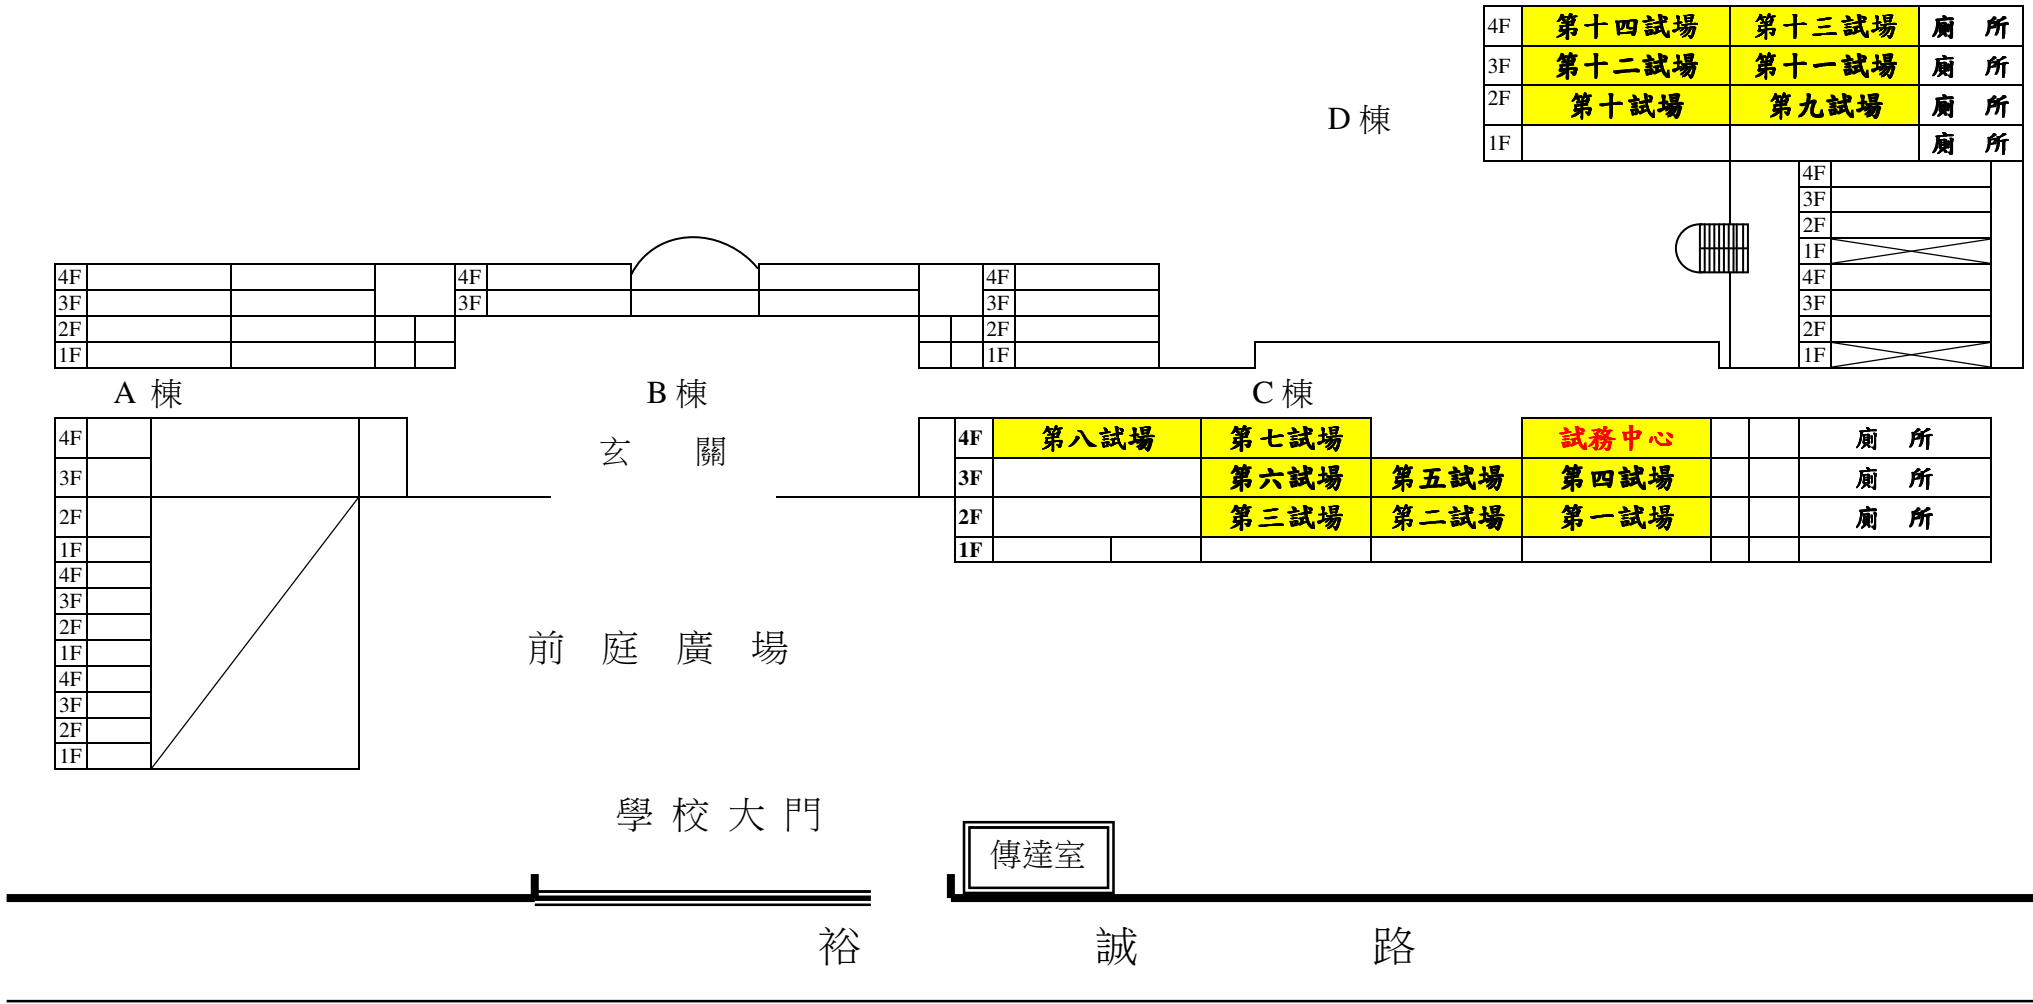 4F 第十四試場 第十三試場 廁 所
3F 第十二試場 第十一試場 廁 所
2F 第十試場 第九試場 廁 所
D 棟
1F 廁 所
4F
3F
2F
1F
4F 4F 4F 4F
3F 3F 3F 3F
2F 2F 2F
1F 1F 1F
A 棟 B 棟 C 棟
4F 玄 關 4F 第八試場 第七試場 試務中心 廁 所
3F 3F 第六試場 第五試場 第四試場 廁 所
2F 2F 第三試場 第二試場 第一試場 廁 所
1F 1F
4F
3F
2F
前 庭 廣 場
1F
4F
3F
2F
1F
學 校 大 門
傳達室
裕 誠 路